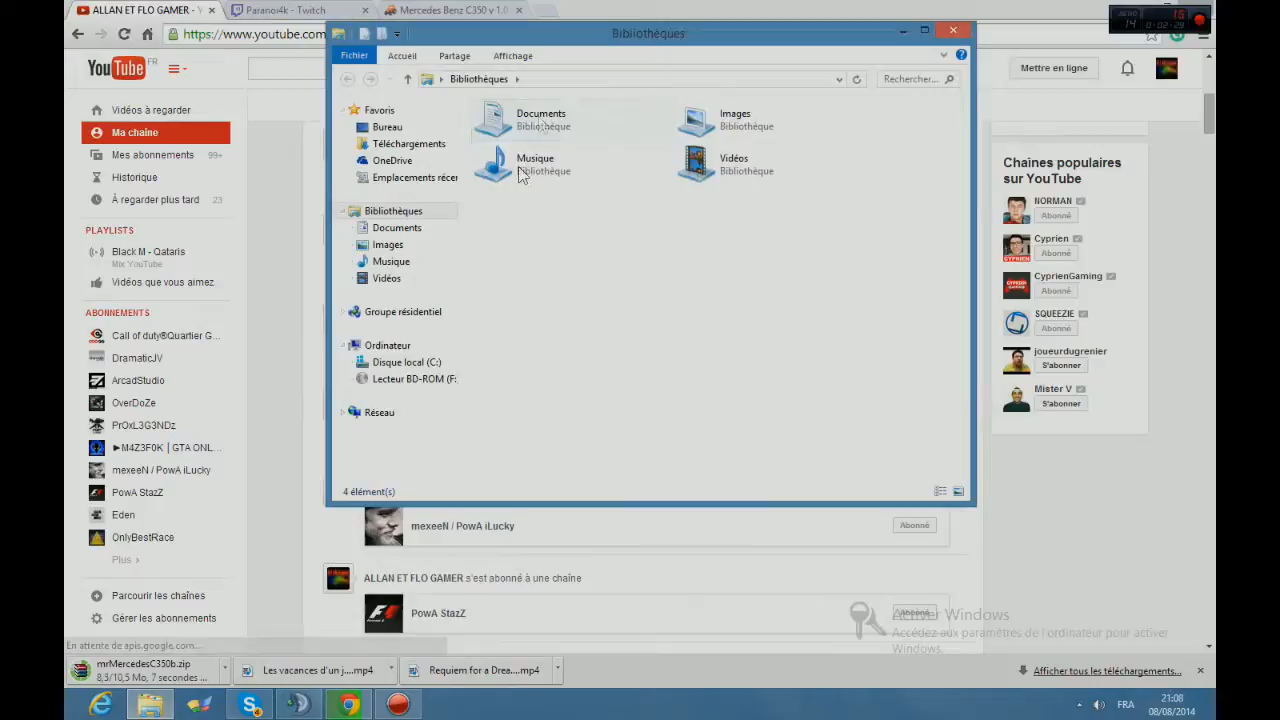 ALLAN ET FLO GAMER - Y
Parano4k - Twitch
Mercedes Benz C350 v 1.0
https://www.youtube.com
15
14 0:02:29
Bibliothèques
Fichier Accueil Partage Affichage
Bibliothèques
Rechercher...
YouTube FR
Mettre en ligne
Vidéos à regarder
Ma chaîne
Mes abonnements 99+
Historique
À regarder plus tard 23
PLAYLISTS
Black M - Qataris
Mix YouTube
Vidéos que vous aimez
ABONNEMENTS
Call of duty®Quartier G...
DramaticJV
ArcadStudio
OverDoZe
PrOxL3G3NDz
►M4Z3F0K | GTA ONL...
mexeeN / PowA iLucky
PowA StazZ
Eden
OnlyBestRace
Plus
Parcourir les chaînes
Gérer les abonnements
En attente de apis.google.com...
Favoris
Bureau
Téléchargements
OneDrive
Emplacements récen
Bibliothèques
Documents
Images
Musique
Vidéos
Groupe résidentiel
Ordinateur
Disque local (C:)
Lecteur BD-ROM (F:
Réseau
Documents
Bibliothèque
Images
Bibliothèque
Musique
Bibliothèque
Vidéos
Bibliothèque
4 élément(s)
Chaînes populaires
sur YouTube
NORMAN
Abonné
Cyprien
Abonné
CyprienGaming
Abonné
SQUEEZIE
Abonné
joueurdugrenier
S'abonner
Mister V
S'abonner
mexeeN / PowA iLucky
Abonné
ALLAN ET FLO GAMER s'est abonné à une chaîne
PowA StazZ
Abonné
Activer Windows
Accédez aux paramètres de l'ordinateur pour activer
Windows.
mrMercedesC350b.zip
8,3/10,5 Mo, 7 secondes ...
Les vacances d'un j....mp4
Requiem for a Drea....mp4
Afficher tous les téléchargements...
FRA
21:08
08/08/2014